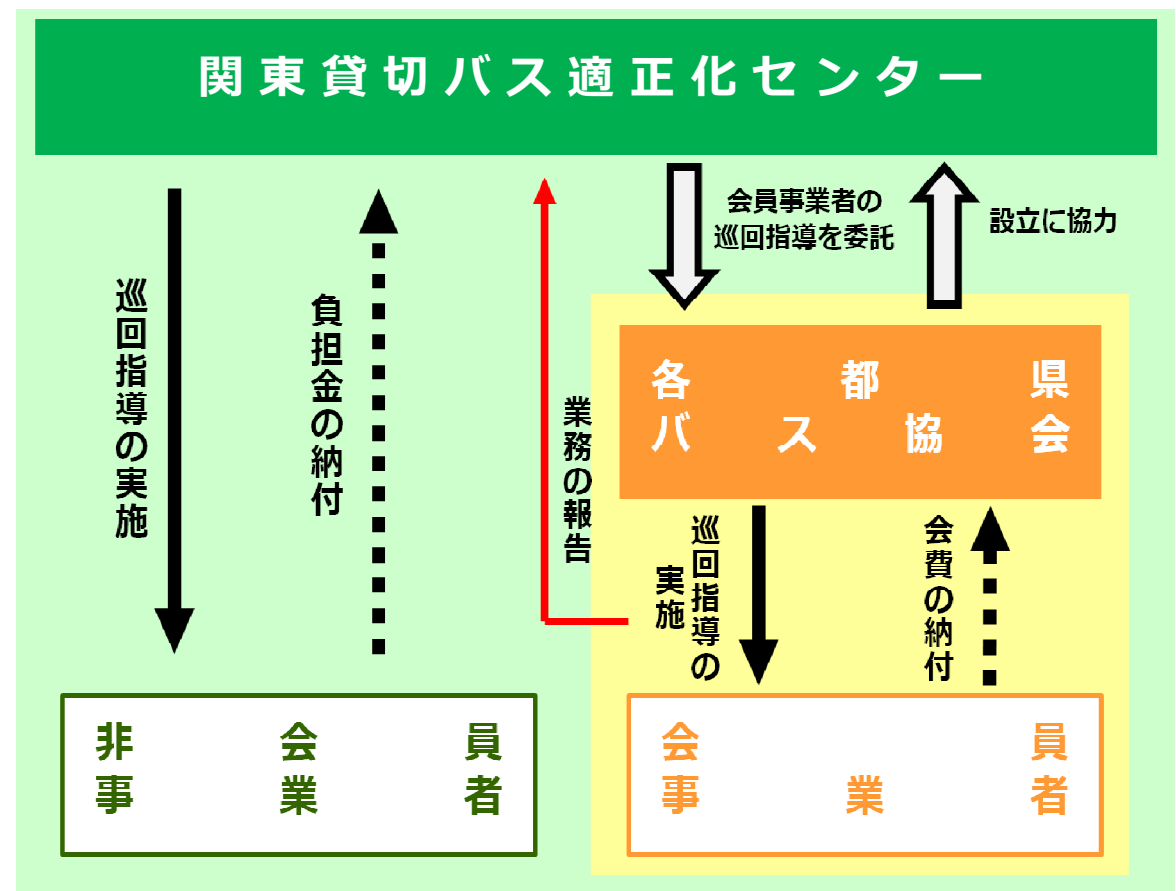 関東貸切バス適正化センター
会員事業者の
巡回指導を委託
設立に協力
巡回指導の実施
負担金の納付
業務の報告
各都県
バス協会
巡回指導の
実施
会費の納付
非会員
事業者
会員
事業者